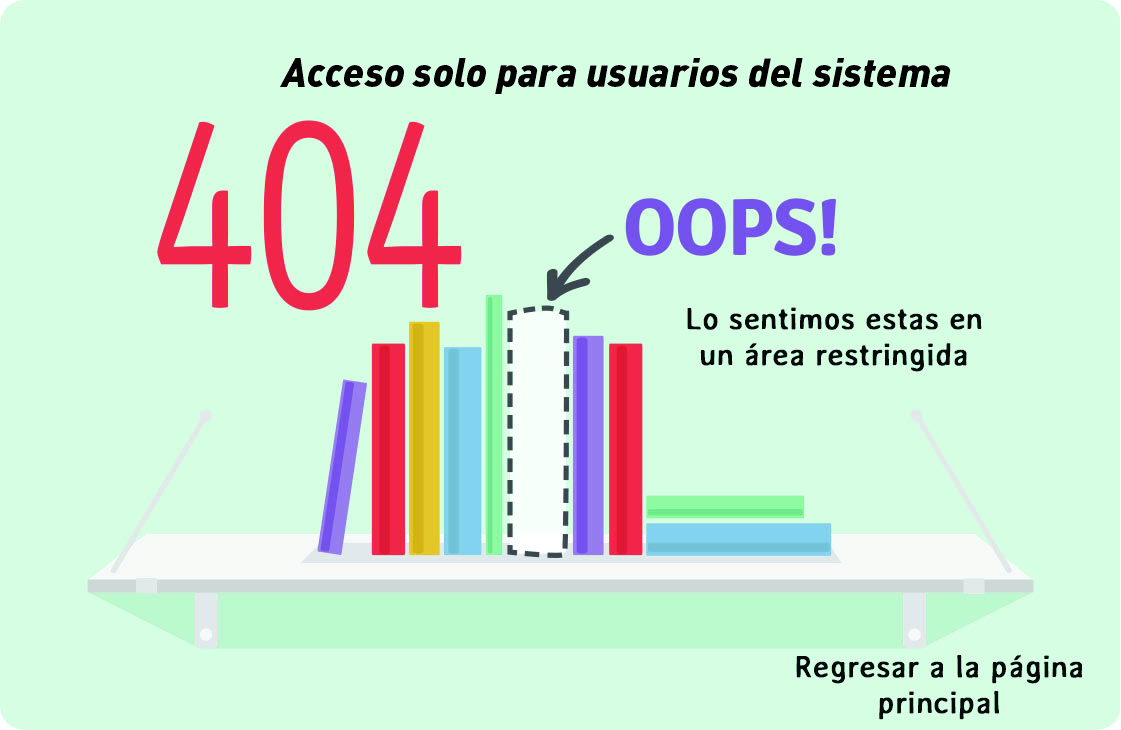 Acceso solo para usuarios del sistema
404
OOPS!
Lo sentimos estas en
un área restringida
Regresar a la página
principal